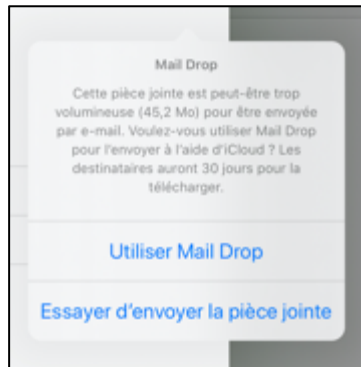 Mail Drop
Cette pièce jointe est peut-être trop
volumineuse (45,2 Mo) pour être envoyée
par e-mail. Voulez-vous utiliser Mail Drop
pour l'envoyer à l'aide d'iCloud ? Les
destinataires auront 30 jours pour la
télécharger.
Utiliser Mail Drop
Essayer d'envoyer la pièce jointe